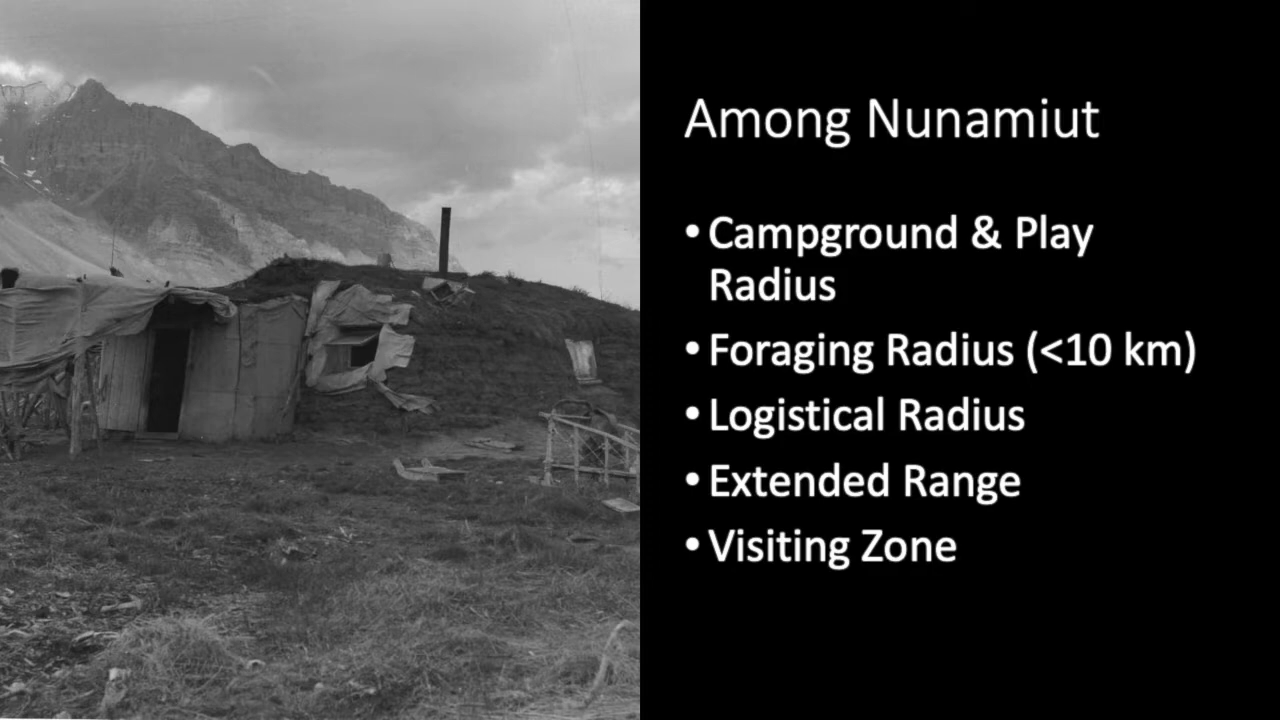 Among Nunamiut
• Campground & Play
Radius
• Foraging Radius (<10 km)
• Logistical Radius
• Extended Range
• Visiting Zone